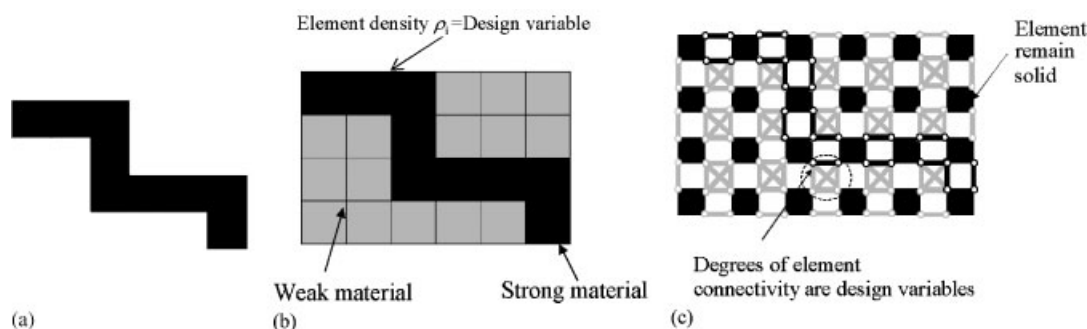 Element density ρi=Design variable
Weak material
Strong material
Element
remain
solid
Degrees of element
connectivity are design variables
(a)
(b)
(c)